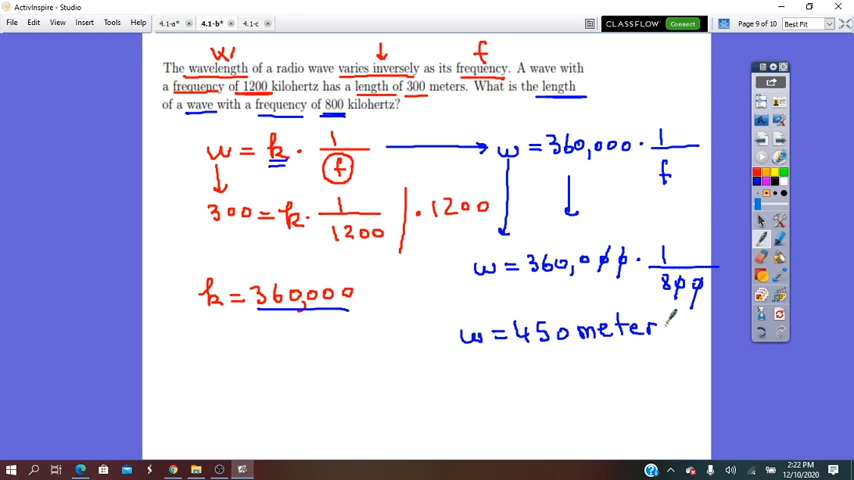 ActivInspire - Studio
File Edit View Insert Tools Help
4.1-a* 4.1-b* 4.1-c
CLASSFLOW Connect
Page 9 of 10
Best Pit
w
f
The wavelength of a radio wave varies inversely as its frequency. A wave with
a frequency of 1200 kilohertz has a length of 300 meters. What is the length
of a wave with a frequency of 800 kilohertz?
w = k · 1/f
w = 360,000 · 1/f
300 = k · 1/1200 | · 1200
w = 360,000 · 1/800
k = 360,000
w = 450 meter
2:22 PM
12/10/2020